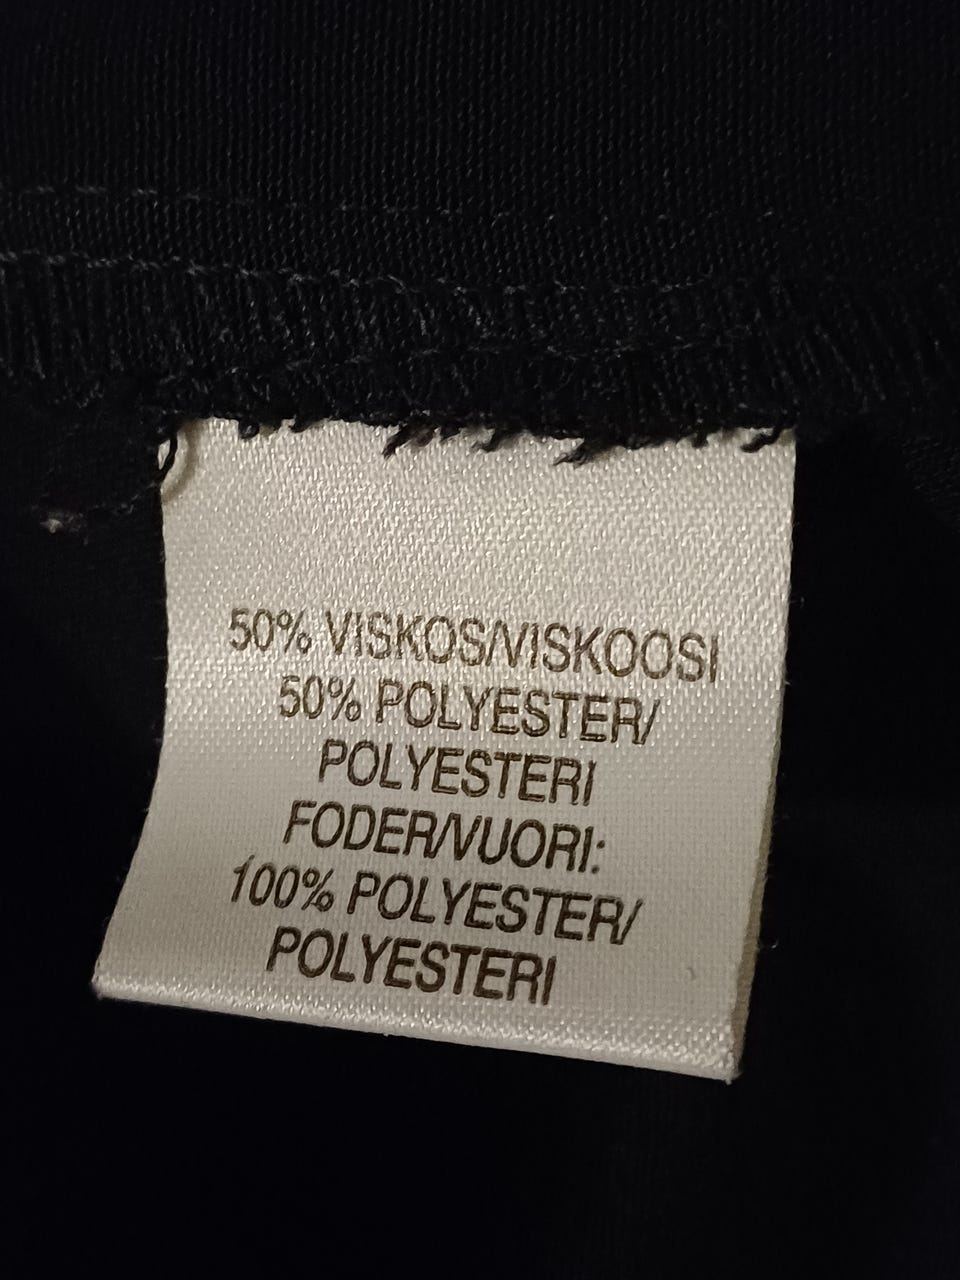 50% VISKOS/VISKOOSI
50% POLYESTER/
POLYESTERI
FODER/VUORI:
100% POLYESTER/
POLYESTERI